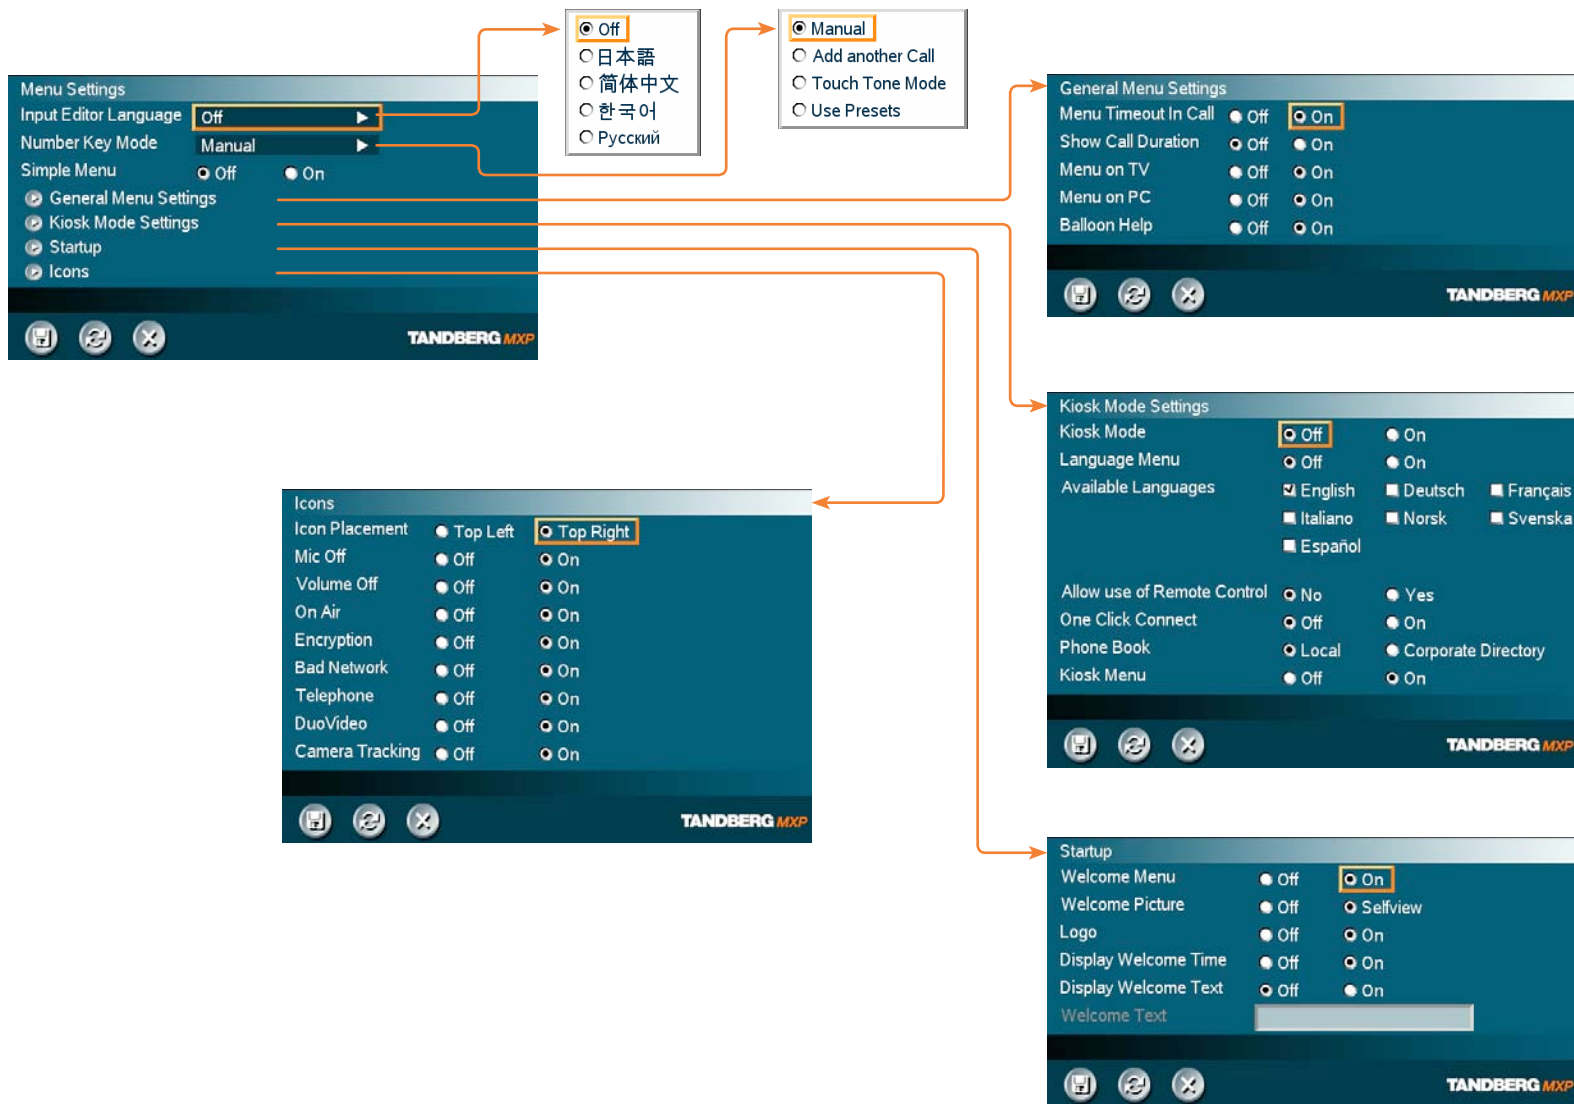 Menu Settings
Input Editor Language Off
Number Key Mode Manual
Simple Menu Off On
General Menu Settings
Kiosk Mode Settings
Startup
Icons
TANDBERG MXP
Off
日本語
简体中文
한국어
Русский
Manual
Add another Call
Touch Tone Mode
Use Presets
General Menu Settings
Menu Timeout In Call Off On
Show Call Duration Off On
Menu on TV Off On
Menu on PC Off On
Balloon Help Off On
TANDBERG MXP
Kiosk Mode Settings
Kiosk Mode Off On
Language Menu Off On
Available Languages English Deutsch Français
Italiano Norsk Svenska
Español
Allow use of Remote Control No Yes
One Click Connect Off On
Phone Book Local Corporate Directory
Kiosk Menu Off On
TANDBERG MXP
Icons
Icon Placement Top Left Top Right
Mic Off Off On
Volume Off Off On
On Air Off On
Encryption Off On
Bad Network Off On
Telephone Off On
DuoVideo Off On
Camera Tracking Off On
TANDBERG MXP
Startup
Welcome Menu Off On
Welcome Picture Off Selfview
Logo Off On
Display Welcome Time Off On
Display Welcome Text Off On
Welcome Text
TANDBERG MXP